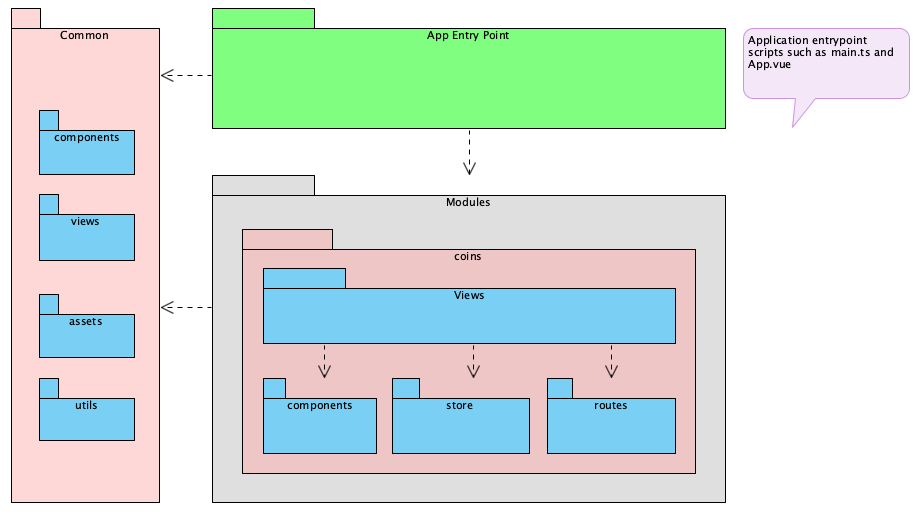 Common
App Entry Point
Application entrypoint
scripts such as main.ts and
App.vue
components
views
assets
utils
Modules
coins
Views
components
store
routes